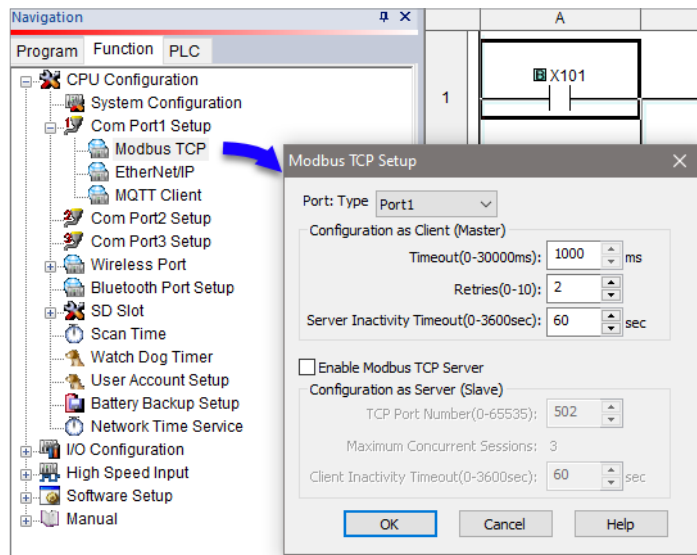 Navigation
Program Function PLC
CPU Configuration
System Configuration
Com Port1 Setup
Modbus TCP
EtherNet/IP
MQTT Client
Com Port2 Setup
Com Port3 Setup
Wireless Port
Bluetooth Port Setup
SD Slot
Scan Time
Watch Dog Timer
User Account Setup
Battery Backup Setup
Network Time Service
I/O Configuration
High Speed Input
Software Setup
Manual
A
1
B X101
Modbus TCP Setup
Port: Type Port1
Configuration as Client (Master)
Timeout(0-30000ms): 1000 ms
Retries(0-10): 2
Server Inactivity Timeout(0-3600sec): 60 sec
Enable Modbus TCP Server
Configuration as Server (Slave)
TCP Port Number(0-65535): 502
Maximum Concurrent Sessions: 3
Client Inactivity Timeout(0-3600sec): 60 sec
OK Cancel Help